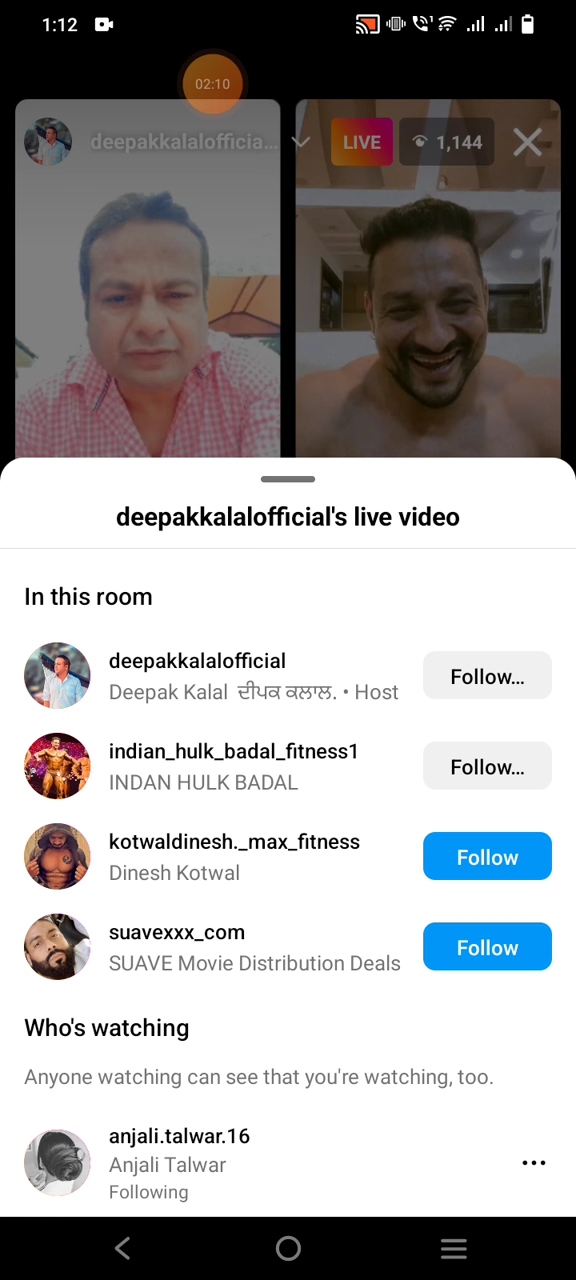 1:12
02:10
deepakkalalofficia...
LIVE
1,144
deepakkalalofficial's live video
In this room
deepakkalalofficial
Deepak Kalal ਦੀਪਕ ਕਲਾਲ. • Host
Follow...
indian_hulk_badal_fitness1
INDAN HULK BADAL
Follow...
kotwaldinesh._max_fitness
Dinesh Kotwal
Follow
suavexxx_com
SUAVE Movie Distribution Deals
Follow
Who's watching
Anyone watching can see that you're watching, too.
anjali.talwar.16
Anjali Talwar
Following